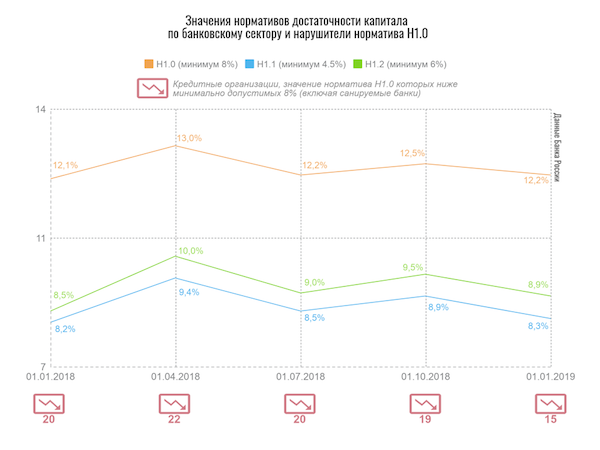 Значения нормативов достаточности капитала
по банковскому сектору и нарушители норматива Н1.0
Н1.0 (минимум 8%) Н1.1 (минимум 4.5%) Н1.2 (минимум 6%)
Кредитные организации, значение норматива Н1.0 которых ниже
минимально допустимых 8% (включая санируемые банки)
14
Данные Банка России
13,0%
12,1%
12,2%
12,5%
12,2%
11
10,0%
9,4%
9,0%
9,5%
8,9%
8,5%
8,2%
8,5%
8,9%
8,3%
7
01.01.2018 01.04.2018 01.07.2018 01.10.2018 01.01.2019
20 22 20 19 15